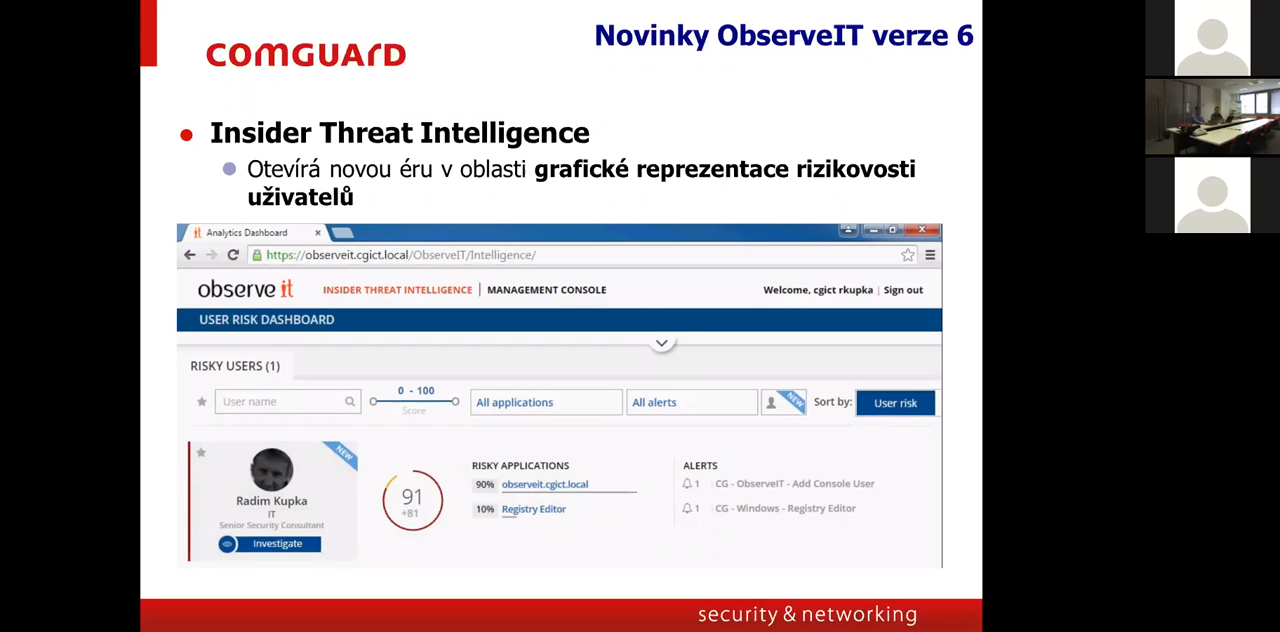 COMGUARD
Novinky ObserveIT verze 6
Insider Threat Intelligence
Otevírá novou éru v oblasti grafické reprezentace rizikovosti
uživatelů
Analytics Dashboard
https://observeit.cgict.local/ObserveIT/Intelligence/
observe it
INSIDER THREAT INTELLIGENCE | MANAGEMENT CONSOLE
Welcome, cgict rkupka | Sign out
USER RISK DASHBOARD
RISKY USERS (1)
User name
0 - 100
Score
All applications
All alerts
NEW
Sort by:
User risk
NEW
Radim Kupka
IT
Senior Security Consultant
Investigate
91
+81
RISKY APPLICATIONS
90% observeit.cgict.local
10% Registry Editor
ALERTS
1 CG - ObserveIT - Add Console User
1 CG - Windows - Registry Editor
security & networking